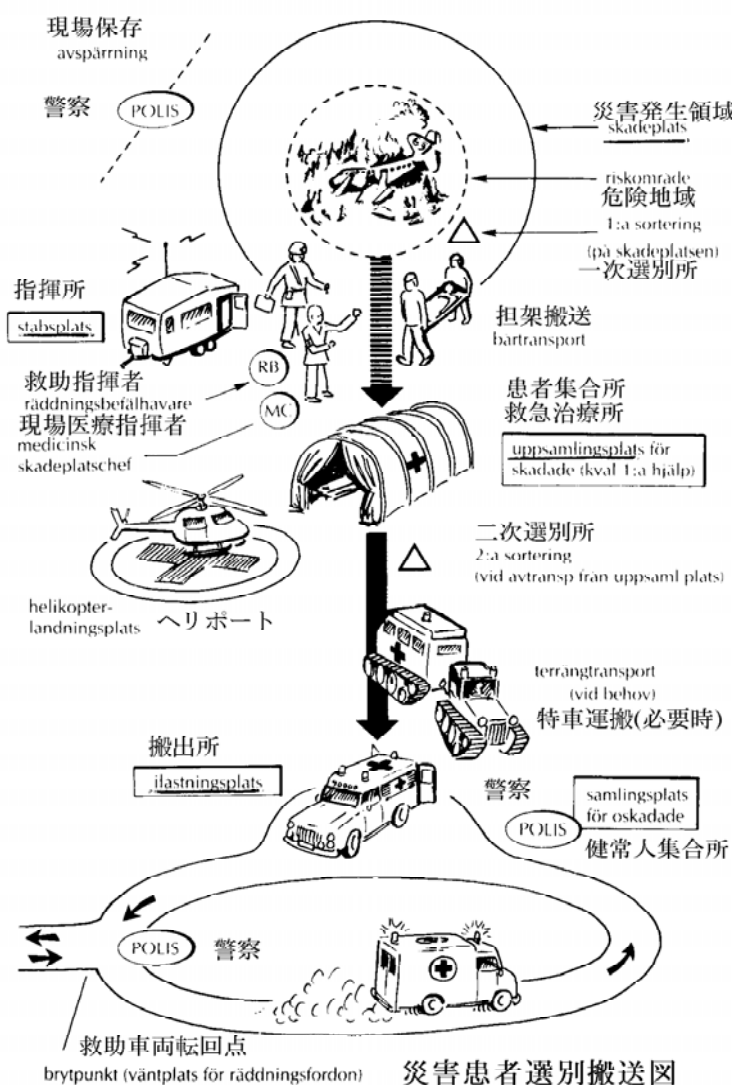 現場保存
avspärrning
警察
POLIS
災害発生領域
skadeplats
riskområde
危険地域
1:a sortering
(på skadeplatsen)
一次選別所
指揮所
stabsplats
担架搬送
bårtransport
救助指揮者
räddningsbefälhavare
RB
現場医療指揮者
medicinsk
skadeplatschef
MC
患者集合所
救急治療所
uppsamlingsplats för
skadade (kval 1:a hjälp)
二次選別所
2:a sortering
(vid avtransp från uppsaml plats)
helikopter-
landningsplats
ヘリポート
terrängtransport
(vid behov)
特車運搬(必要時)
搬出所
ilastningsplats
警察
POLIS
samlingsplats
för oskadade
健常人集合所
POLIS
警察
救助車両転回点
brytpunkt (väntplats för räddningsfordon)
災害患者選別搬送図